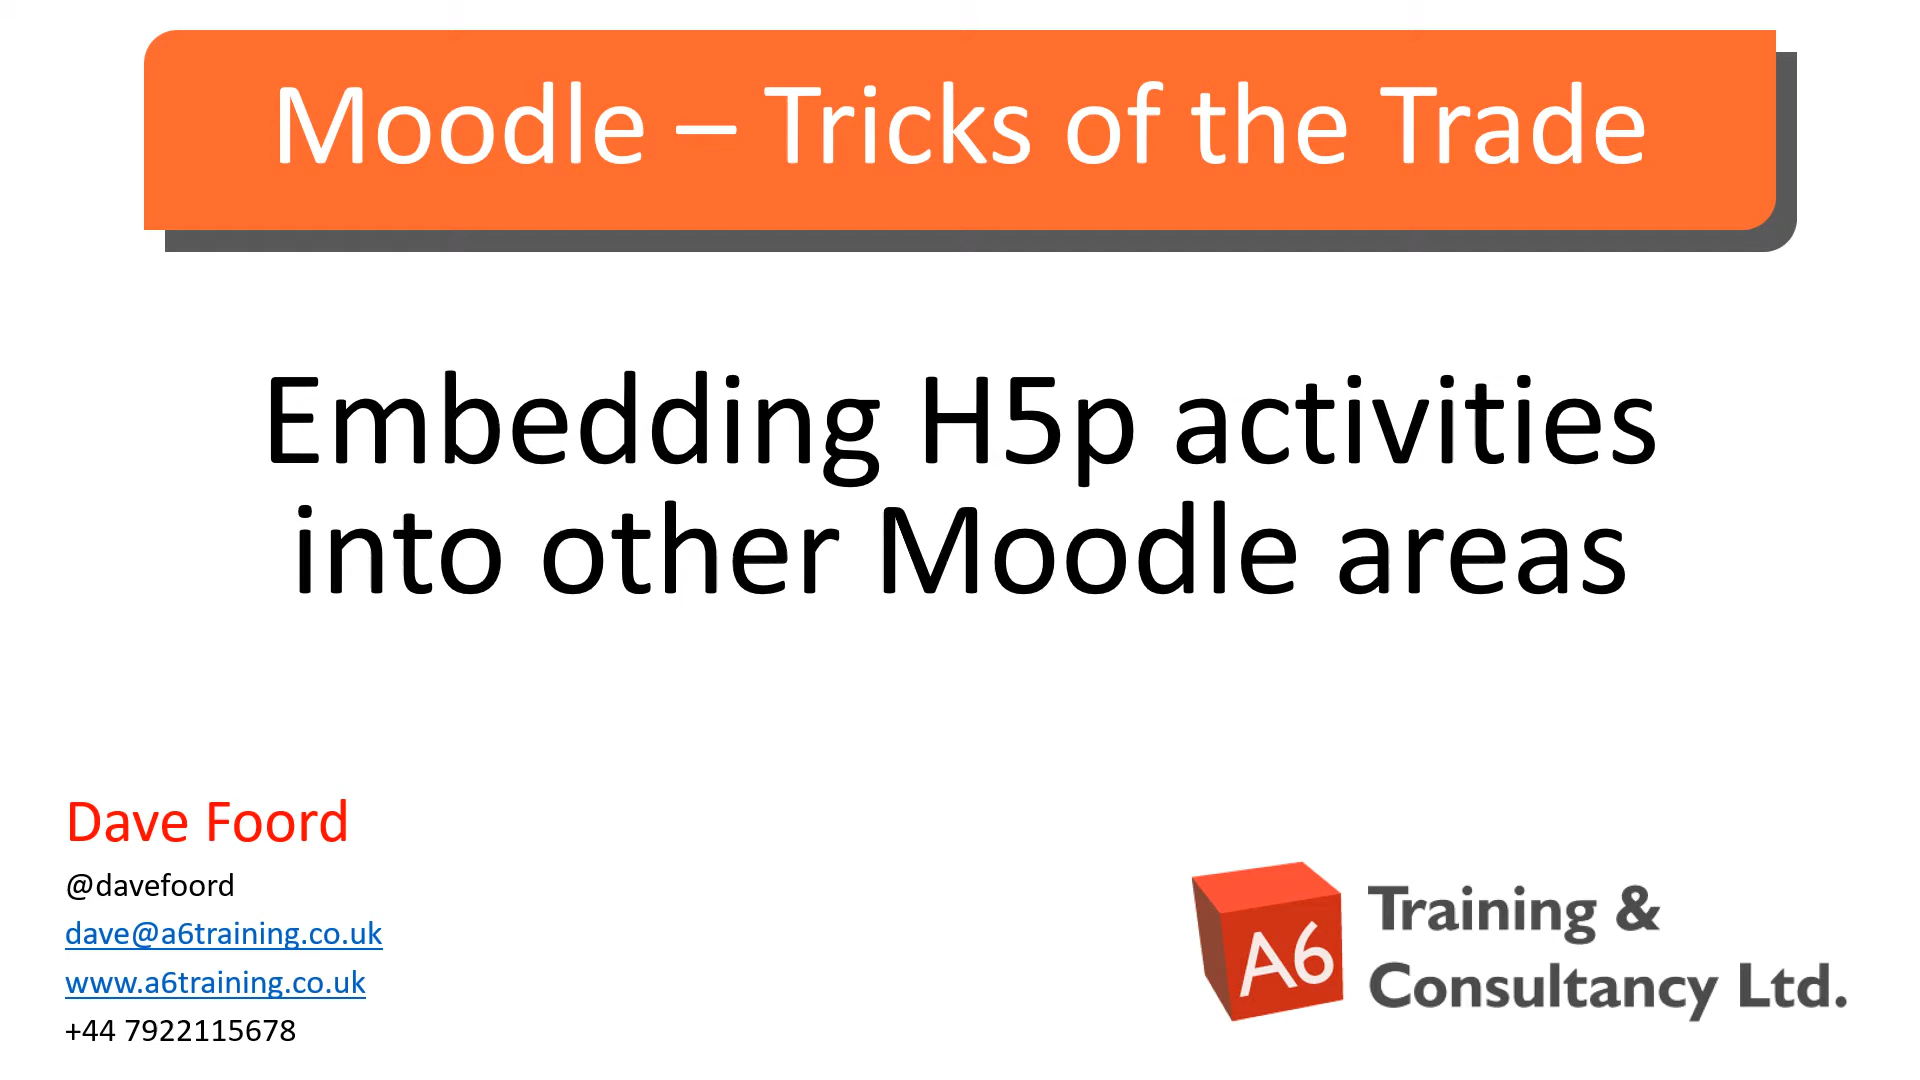 Moodle – Tricks of the Trade
Embedding H5p activities
into other Moodle areas
Dave Foord
@davefoord
dave@a6training.co.uk
www.a6training.co.uk
+44 7922115678
A6
Training &
Consultancy Ltd.